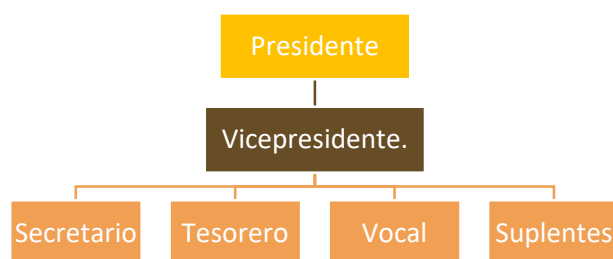 Presidente
Vicepresidente.
Secretario
Tesorero
Vocal
Suplentes